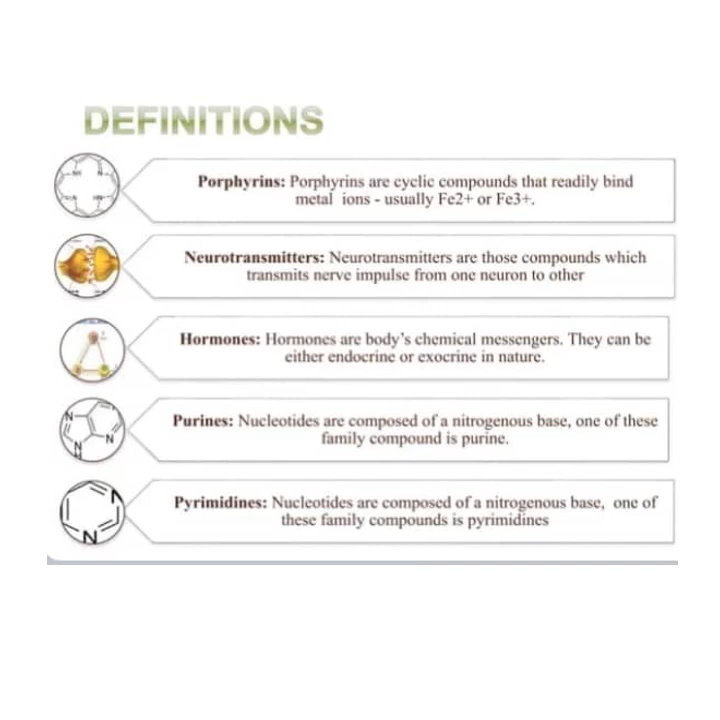 DEFINITIONS
Porphyrins: Porphyrins are cyclic compounds that readily bind
metal ions - usually Fe2+ or Fe3+.
Neurotransmitters: Neurotransmitters are those compounds which
transmits nerve impulse from one neuron to other
Hormones: Hormones are body's chemical messengers. They can be
either endocrine or exocrine in nature.
Purines: Nucleotides are composed of a nitrogenous base, one of these
family compound is purine.
Pyrimidines: Nucleotides are composed of a nitrogenous base, one of
these family compounds is pyrimidines